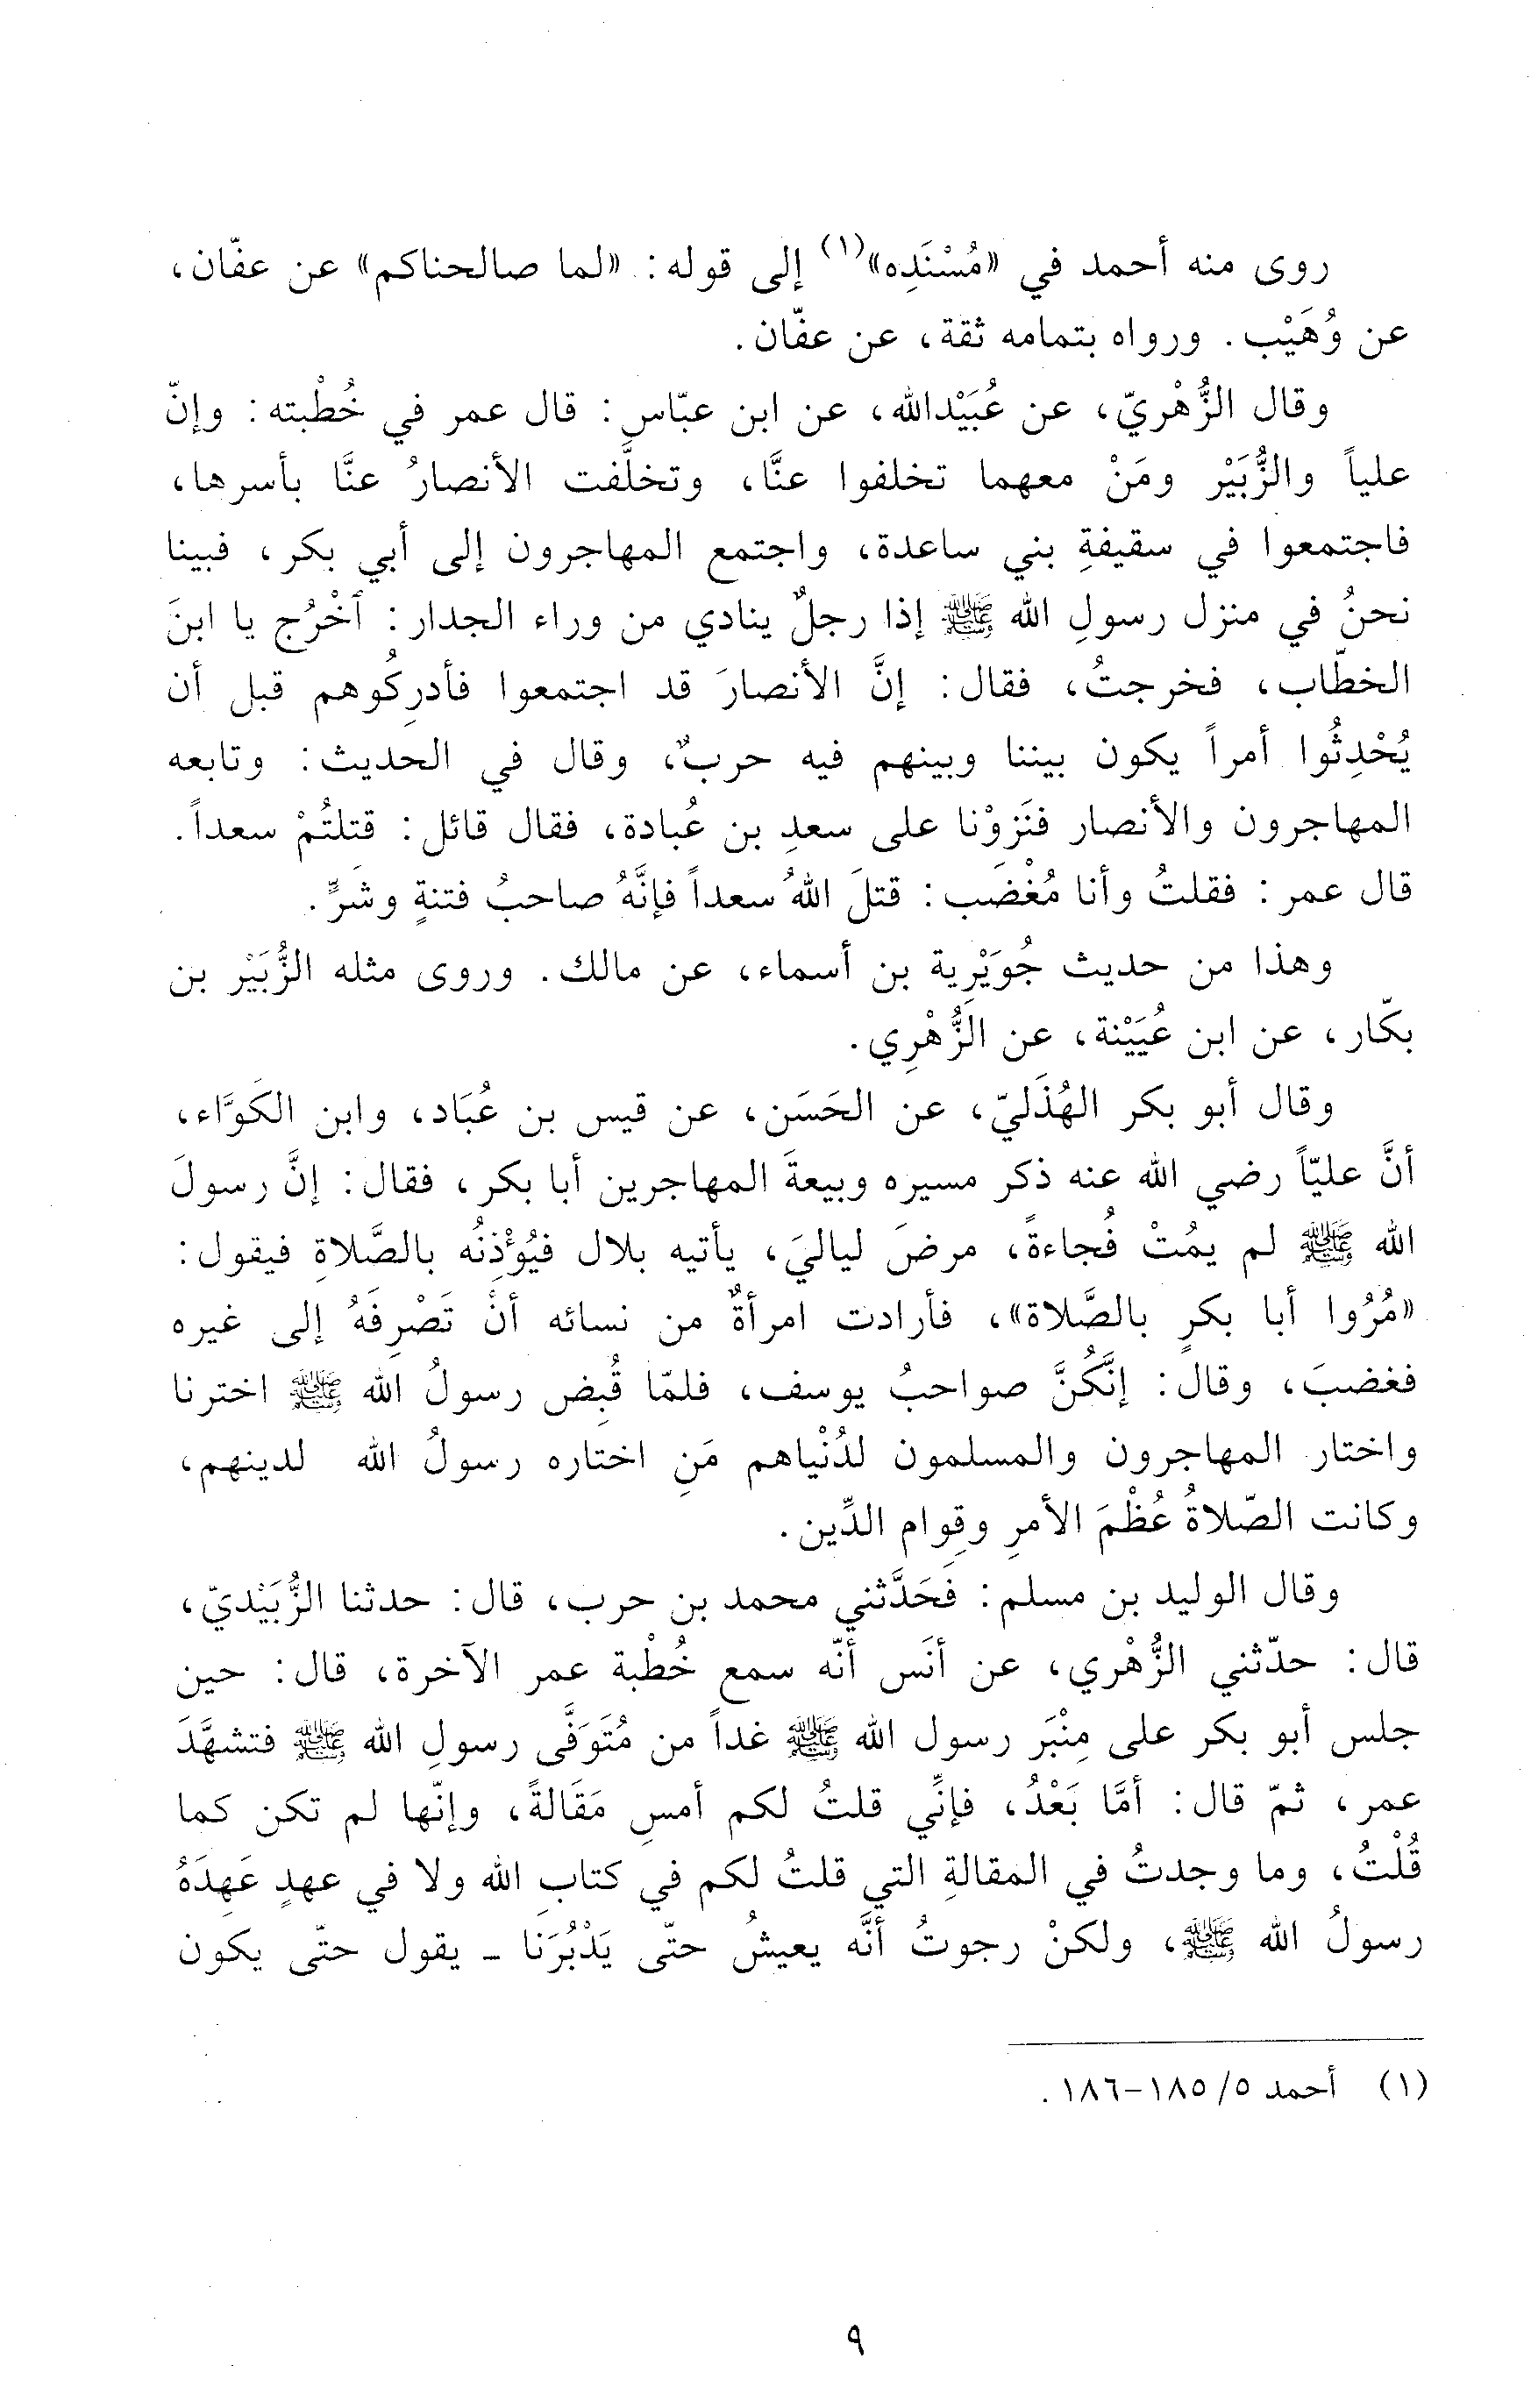 روى منه أحمد في «مُسْنَدِه»(١) إلى قوله: «لما صالحناكم» عن عفّان،
عن وُهَيْب. ورواه بتمامه ثقة، عن عفّان.
وقال الزُّهْريّ، عن عُبَيْدالله، عن ابن عبّاس: قال عمر في خُطْبته: وإنّ
علياً والزُّبَيْر ومَنْ معهما تخلفوا عنَّا، وتخلَّفت الأنصارُ عنَّا بأسرها،
فاجتمعوا في سقيفةِ بني ساعدة، واجتمع المهاجرون إلى أبي بكر، فبينا
نحنُ في منزل رسولِ الله ﷺ إذا رجلٌ ينادي من وراء الجدار: ٱخْرُج يا ابنَ
الخطّاب، فخرجتُ، فقال: إنَّ الأنصارَ قد اجتمعوا فأدرِكُوهم قبل أن
يُحْدِثُوا أمراً يكون بيننا وبينهم فيه حربٌ، وقال في الحديث: وتابعه
المهاجرون والأنصار فنَزوْنا على سعدِ بن عُبادة، فقال قائل: قتلتُمْ سعداً.
قال عمر: فقلتُ وأنا مُغْضَب: قتلَ اللهُ سعداً فإنَّهُ صاحبُ فتنةٍ وشَرٍّ.
وهذا من حديث جُوَيْرِية بن أسماء، عن مالك. وروى مثله الزُّبَيْر بن
بكّار، عن ابن عُيَيْنة، عن الزُّهْرِي.
وقال أبو بكر الهُذَليّ، عن الحَسَن، عن قيس بن عُبَاد، وابن الكَوَّاء،
أنَّ عليّاً رضي الله عنه ذكر مسيره وبيعةَ المهاجرين أبا بكر، فقال: إنَّ رسولَ
الله ﷺ لم يمُتْ فُجاءةً، مرضَ لياليَ، يأتيه بلال فيُؤْذِنُه بالصَّلاةِ فيقول:
«مُرُوا أبا بكرٍ بالصَّلاة»، فأرادت امرأةٌ من نسائه أنْ تَصْرِفَهُ إلى غيره
فغضبَ، وقال: إنَّكُنَّ صواحبُ يوسف، فلمّا قُبِض رسولُ الله ﷺ اخترنا
واختار المهاجرون والمسلمون لدُنْياهم مَنِ اختاره رسولُ الله لدينهم،
وكانت الصّلاةُ عُظْمَ الأمرِ وقِوام الدِّين.
وقال الوليد بن مسلم: فَحَدَّثني محمد بن حرب، قال: حدثنا الزُّبَيْديّ،
قال: حدّثني الزُّهْري، عن أنَس أنّه سمع خُطْبة عمر الآخرة، قال: حين
جلس أبو بكر على مِنْبَر رسول الله ﷺ غداً من مُتَوَفَّى رسولِ الله ﷺ فتشهَّدَ
عمر، ثمّ قال: أمَّا بَعْدُ، فإنِّي قلتُ لكم أمسِ مَقَالةً، وإنّها لم تكن كما
قُلْتُ، وما وجدتُ في المقالةِ التي قلتُ لكم في كتابِ الله ولا في عهدٍ عَهِدَهُ
رسولُ الله ﷺ، ولكنْ رجوتُ أنَّه يعيشُ حتّى يَدْبُرَنا - يقول حتّى يكون
(١) أحمد ٥/ ١٨٥-١٨٦.
٩